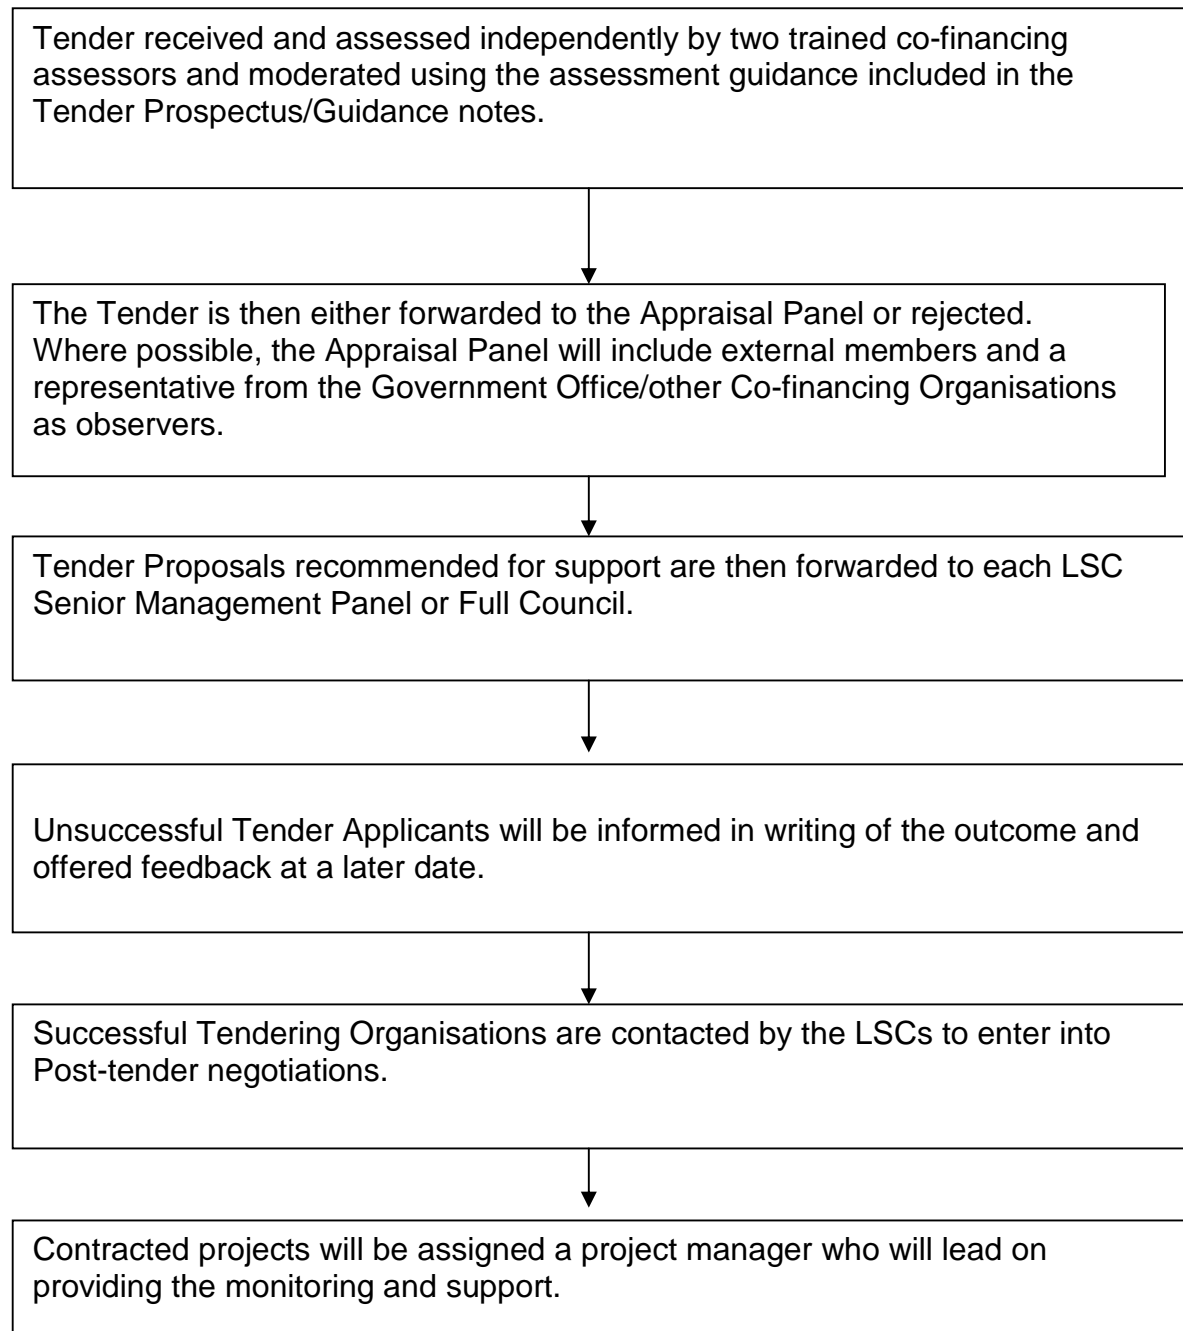 Tender received and assessed independently by two trained co-financing
assessors and moderated using the assessment guidance included in the
Tender Prospectus/Guidance notes.
The Tender is then either forwarded to the Appraisal Panel or rejected.
Where possible, the Appraisal Panel will include external members and a
representative from the Government Office/other Co-financing Organisations
as observers.
Tender Proposals recommended for support are then forwarded to each LSC
Senior Management Panel or Full Council.
Unsuccessful Tender Applicants will be informed in writing of the outcome and
offered feedback at a later date.
Successful Tendering Organisations are contacted by the LSCs to enter into
Post-tender negotiations.
Contracted projects will be assigned a project manager who will lead on
providing the monitoring and support.